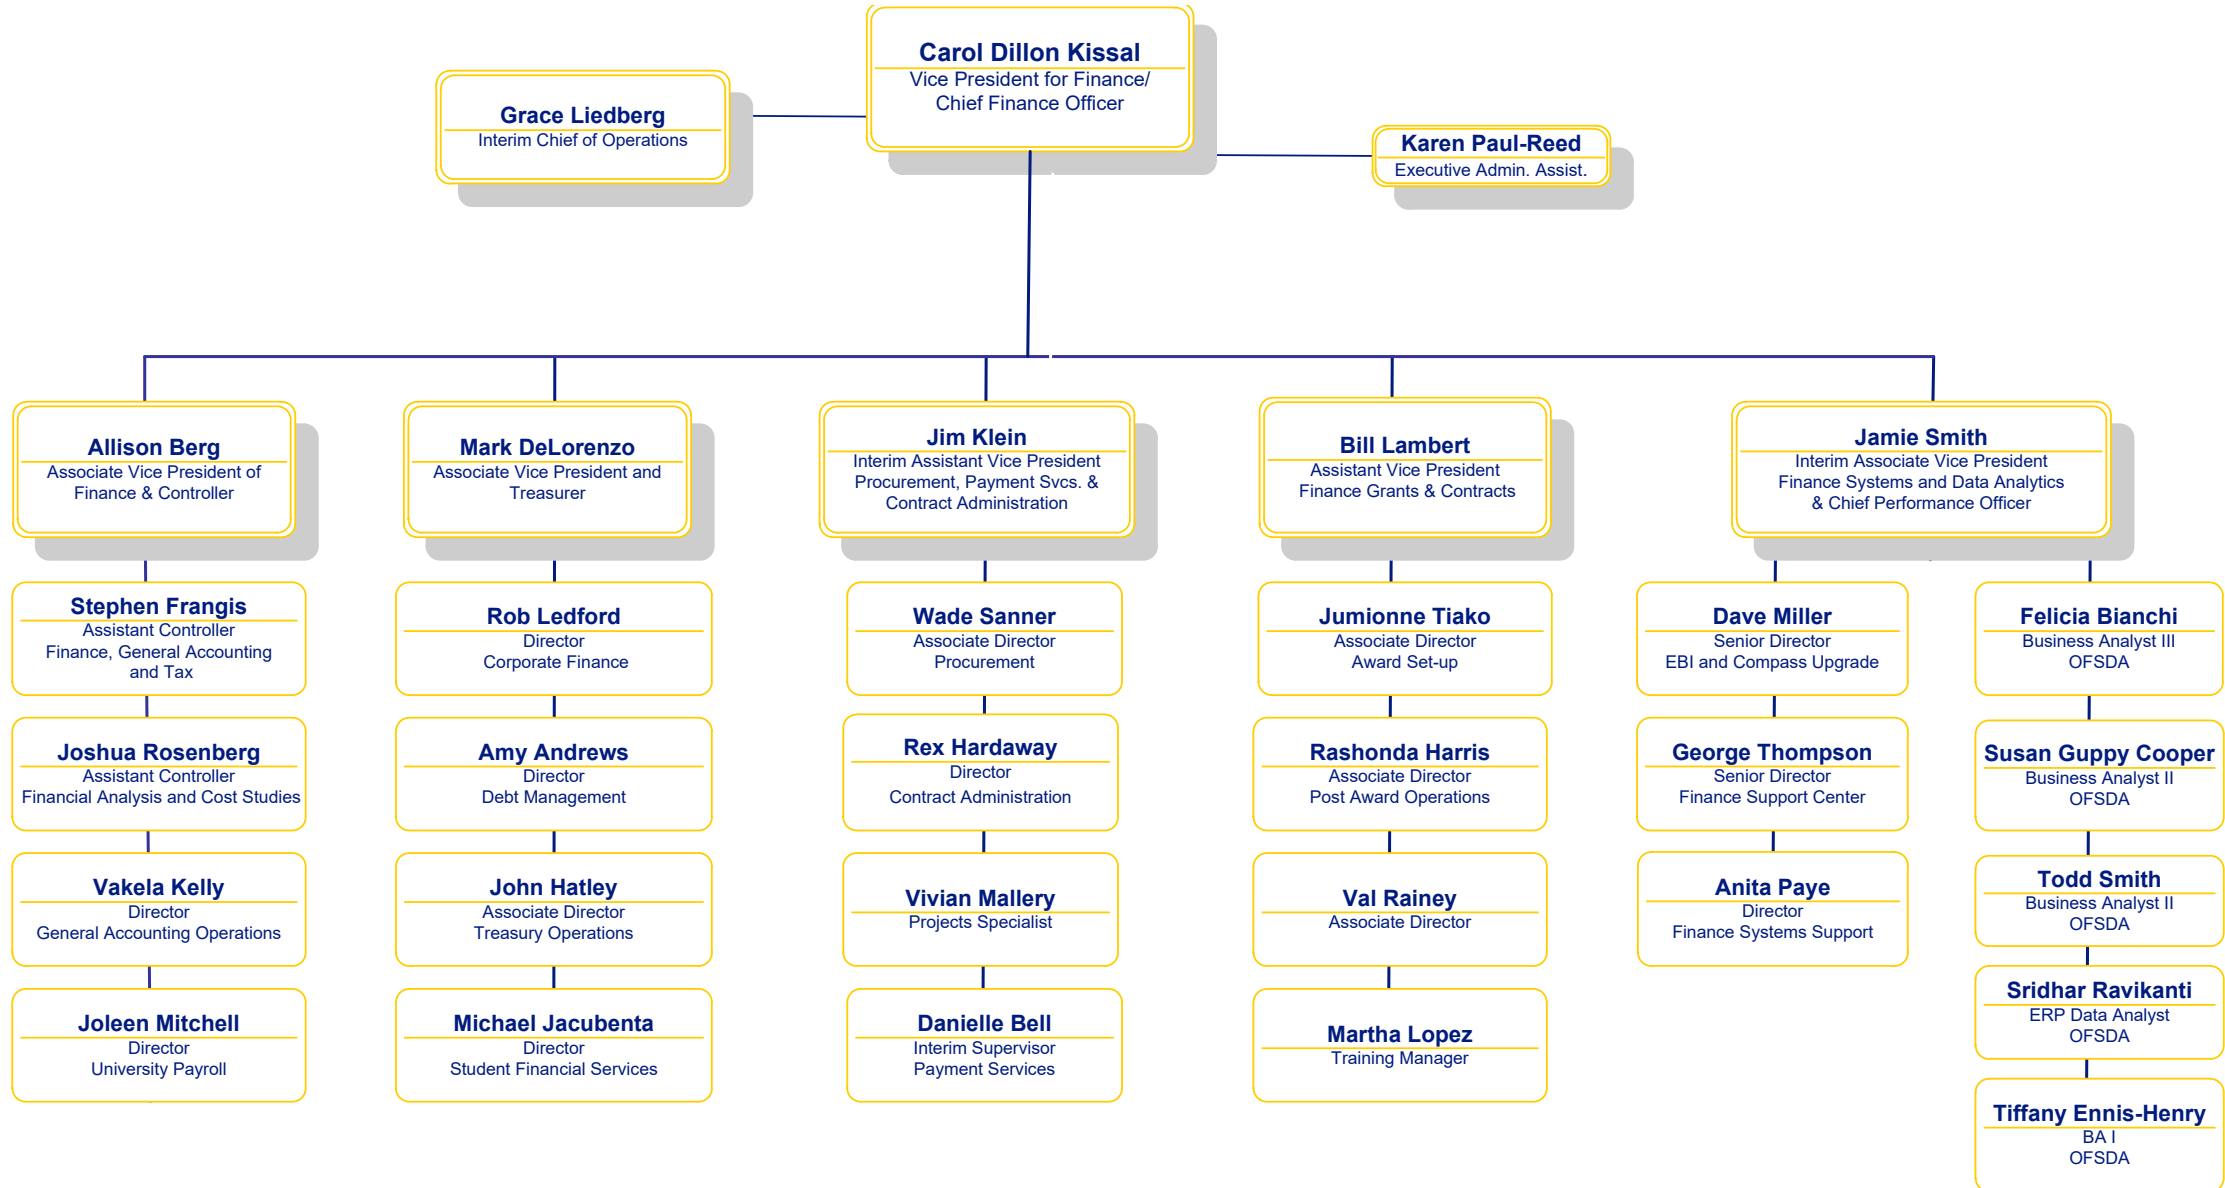 Carol Dillon Kissal
Vice President for Finance/
Chief Finance Officer
Grace Liedberg
Interim Chief of Operations
Karen Paul-Reed
Executive Admin. Assist.
Allison Berg
Associate Vice President of
Finance & Controller
Stephen Frangis
Assistant Controller
Finance, General Accounting
and Tax
Joshua Rosenberg
Assistant Controller
Financial Analysis and Cost Studies
Vakela Kelly
Director
General Accounting Operations
Joleen Mitchell
Director
University Payroll
Mark DeLorenzo
Associate Vice President and
Treasurer
Rob Ledford
Director
Corporate Finance
Amy Andrews
Director
Debt Management
John Hatley
Associate Director
Treasury Operations
Michael Jacubenta
Director
Student Financial Services
Jim Klein
Interim Assistant Vice President
Procurement, Payment Svcs. &
Contract Administration
Wade Sanner
Associate Director
Procurement
Rex Hardaway
Director
Contract Administration
Vivian Mallery
Projects Specialist
Danielle Bell
Interim Supervisor
Payment Services
Bill Lambert
Assistant Vice President
Finance Grants & Contracts
Jumionne Tiako
Associate Director
Award Set-up
Rashonda Harris
Associate Director
Post Award Operations
Val Rainey
Associate Director
Martha Lopez
Training Manager
Jamie Smith
Interim Associate Vice President
Finance Systems and Data Analytics
& Chief Performance Officer
Dave Miller
Senior Director
EBI and Compass Upgrade
George Thompson
Senior Director
Finance Support Center
Anita Paye
Director
Finance Systems Support
Felicia Bianchi
Business Analyst III
OFSDA
Susan Guppy Cooper
Business Analyst II
OFSDA
Todd Smith
Business Analyst II
OFSDA
Sridhar Ravikanti
ERP Data Analyst
OFSDA
Tiffany Ennis-Henry
BA I
OFSDA